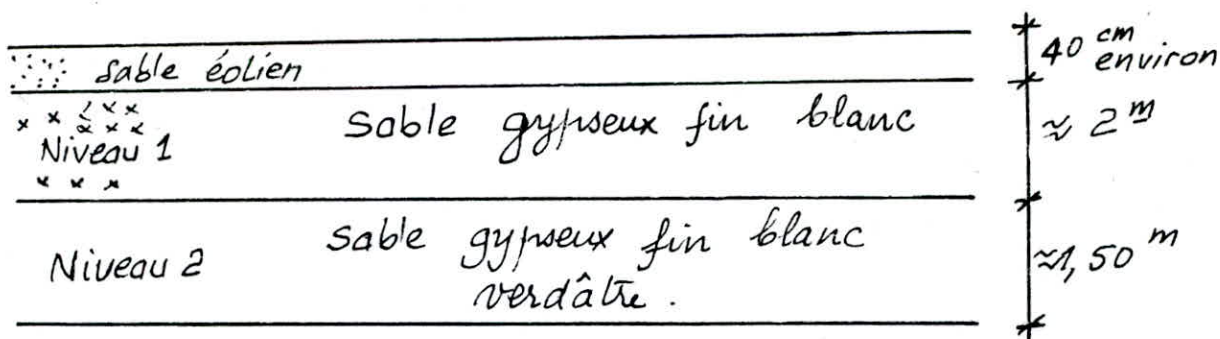 sable éolien
40 cm
environ
Niveau 1
Sable gypseux fin blanc
≈ 2 m
Niveau 2
Sable gypseux fin blanc
verdâtre.
≈1,50 m